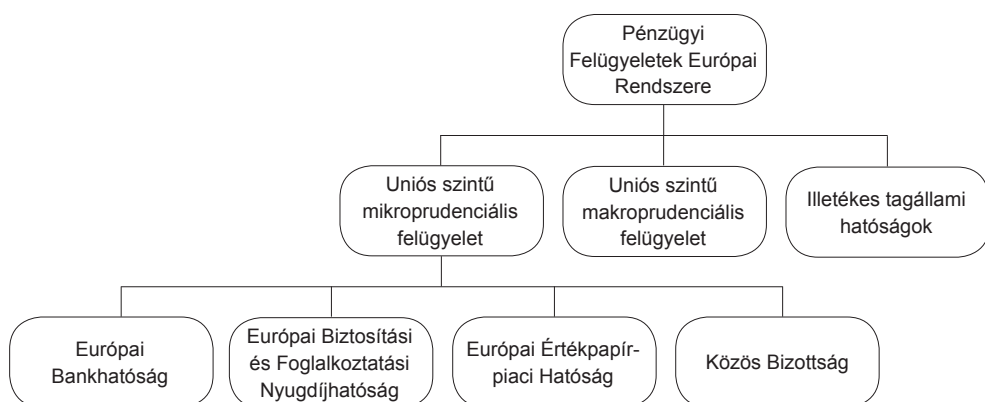 Pénzügyi
Felügyeletek Európai
Rendszere
Uniós szintű
mikroprudenciális
felügyelet
Uniós szintű
makroprudenciális
felügyelet
Illetékes tagállami
hatóságok
Európai
Bankhatóság
Európai Biztosítási
és Foglalkoztatási
Nyugdíjhatóság
Európai Értékpapír-
piaci Hatóság
Közös Bizottság